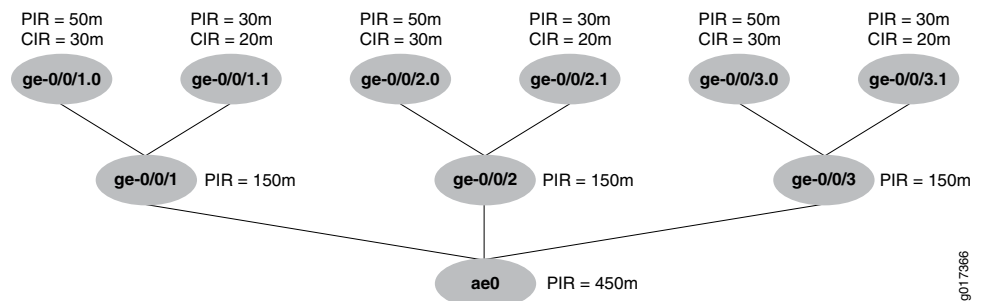 PIR = 50m
CIR = 30m
PIR = 30m
CIR = 20m
PIR = 50m
CIR = 30m
PIR = 30m
CIR = 20m
PIR = 50m
CIR = 30m
PIR = 30m
CIR = 20m
ge-0/0/1.0
ge-0/0/1.1
ge-0/0/2.0
ge-0/0/2.1
ge-0/0/3.0
ge-0/0/3.1
ge-0/0/1
PIR = 150m
ge-0/0/2
PIR = 150m
ge-0/0/3
PIR = 150m
ae0
PIR = 450m
g017366